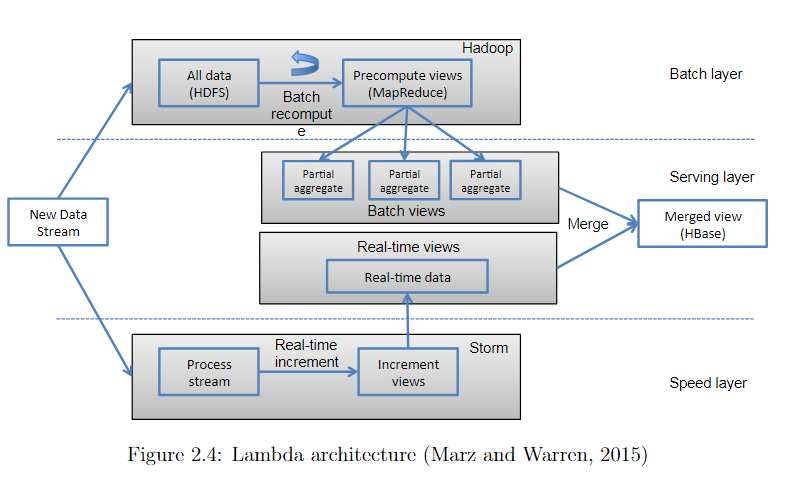 Hadoop
All data
(HDFS)
Batch
recomput
e
Precompute views
(MapReduce)
Batch layer
Partial
aggregate
Partial
aggregate
Partial
aggregate
Batch views
Serving layer
New Data
Stream
Merge
Merged view
(HBase)
Real-time views
Real-time data
Real-time
increment
Storm
Process
stream
Increment
views
Speed layer
Figure 2.4: Lambda architecture (Marz and Warren, 2015)